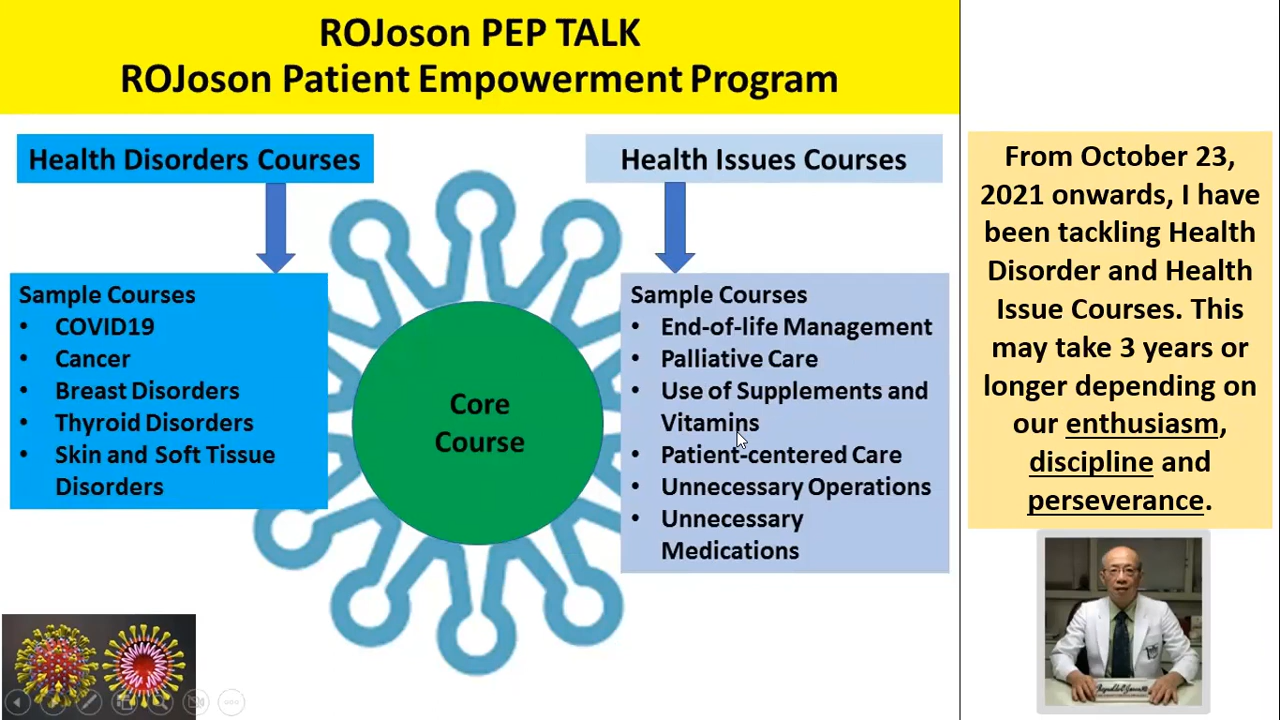 ROJoson PEP TALK
ROJoson Patient Empowerment Program
Health Disorders Courses
Sample Courses
• COVID19
• Cancer
• Breast Disorders
• Thyroid Disorders
• Skin and Soft Tissue
Disorders
Core
Course
Health Issues Courses
Sample Courses
• End-of-life Management
• Palliative Care
• Use of Supplements and
Vitamins
• Patient-centered Care
• Unnecessary Operations
• Unnecessary
Medications
From October 23,
2021 onwards, I have
been tackling Health
Disorder and Health
Issue Courses. This
may take 3 years or
longer depending on
our enthusiasm,
discipline and
perseverance.